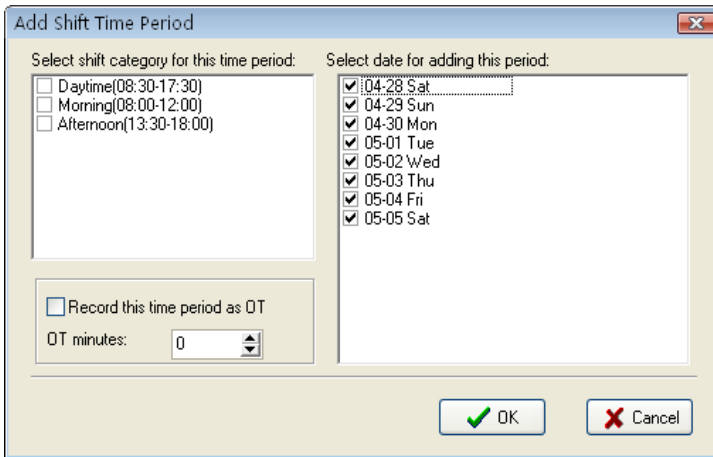 Add Shift Time Period
Select shift category for this time period:
Daytime(08:30-17:30)
Morning(08:00-12:00)
Afternoon(13:30-18:00)
Select date for adding this period:
04-28 Sat
04-29 Sun
04-30 Mon
05-01 Tue
05-02 Wed
05-03 Thu
05-04 Fri
05-05 Sat
Record this time period as OT
OT minutes: 0
OK Cancel